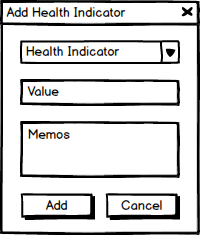 Add Health Indicator
Health Indicator
Value
Memos
Add
Cancel